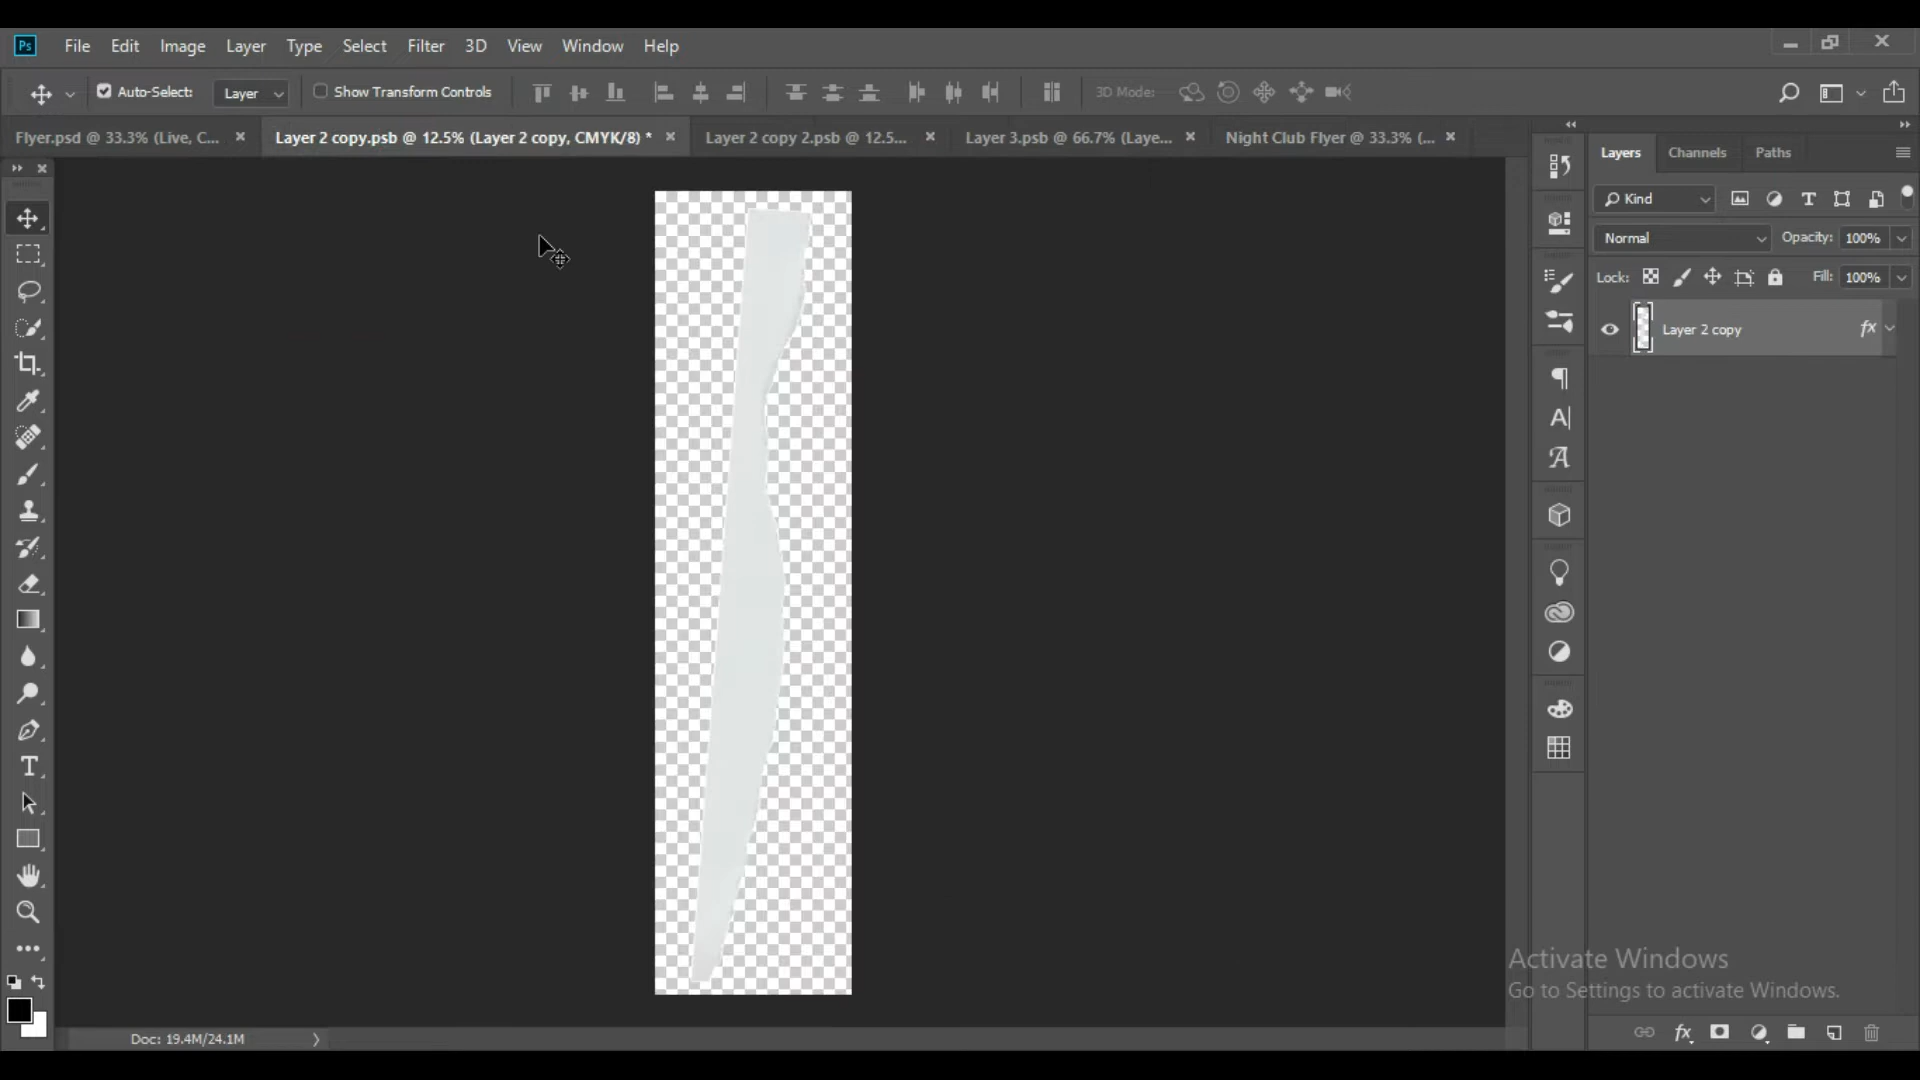 Ps File Edit Image Layer Type Select Filter 3D View Window Help
Auto-Select: Layer Show Transform Controls 3D Mode:
Flyer.psd @ 33.3% (Live, C... Layer 2 copy.psb @ 12.5% (Layer 2 copy, CMYK/8) * Layer 2 copy 2.psb @ 12.5... Layer 3.psb @ 66.7% (Laye... Night Club Flyer @ 33.3% (...
Layers Channels Paths
Kind
Normal Opacity: 100%
Lock: Fill: 100%
Layer 2 copy fx
Activate Windows
Go to Settings to activate Windows.
Doc: 19.4M/24.1M